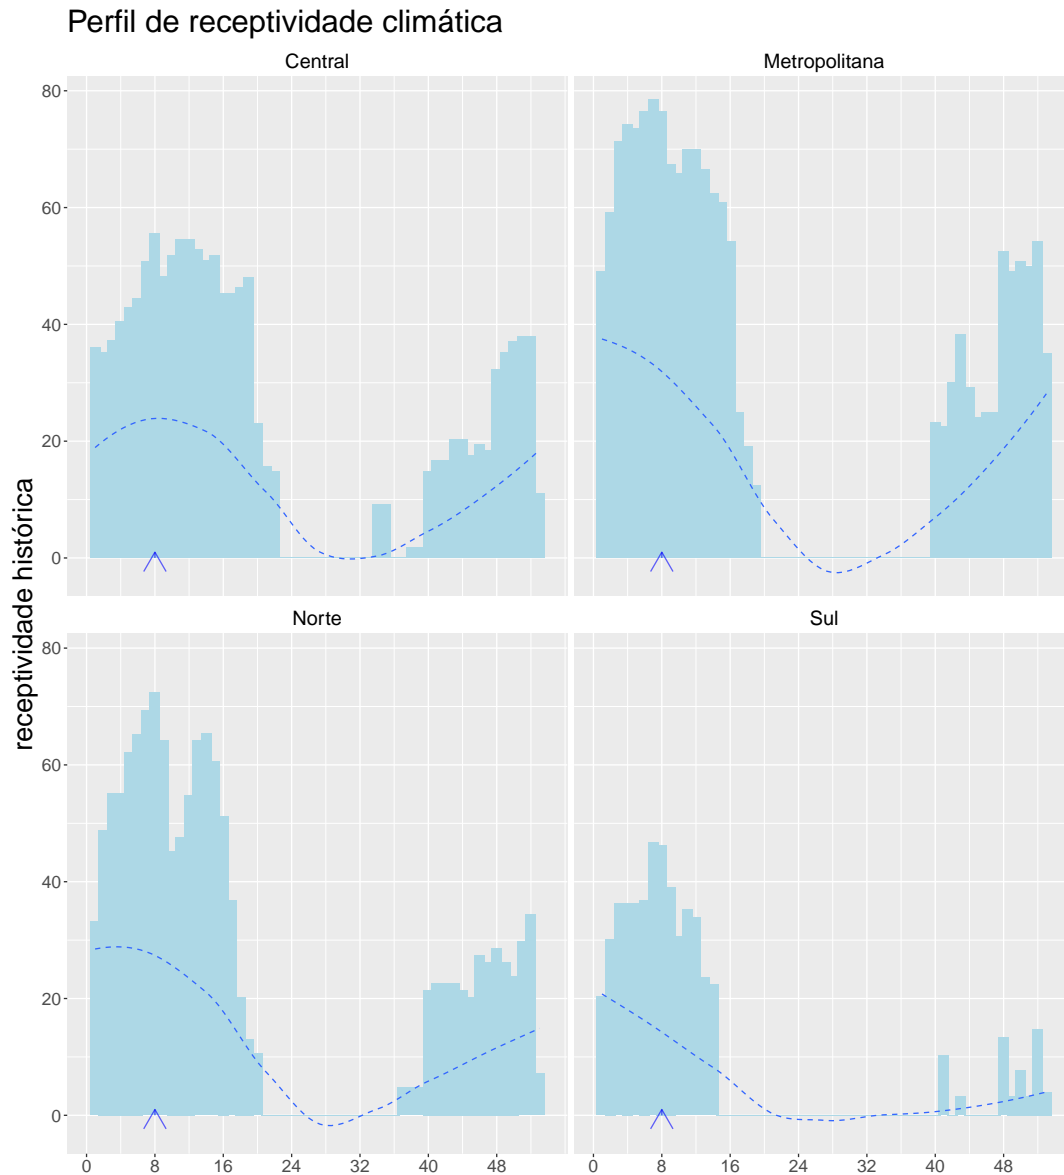 Perfil de receptividade climática
Central
Metropolitana
80
60
40
20
0
Norte
Sul
80
60
40
20
0
receptividade histórica
0 8 16 24 32 40 48
0 8 16 24 32 40 48